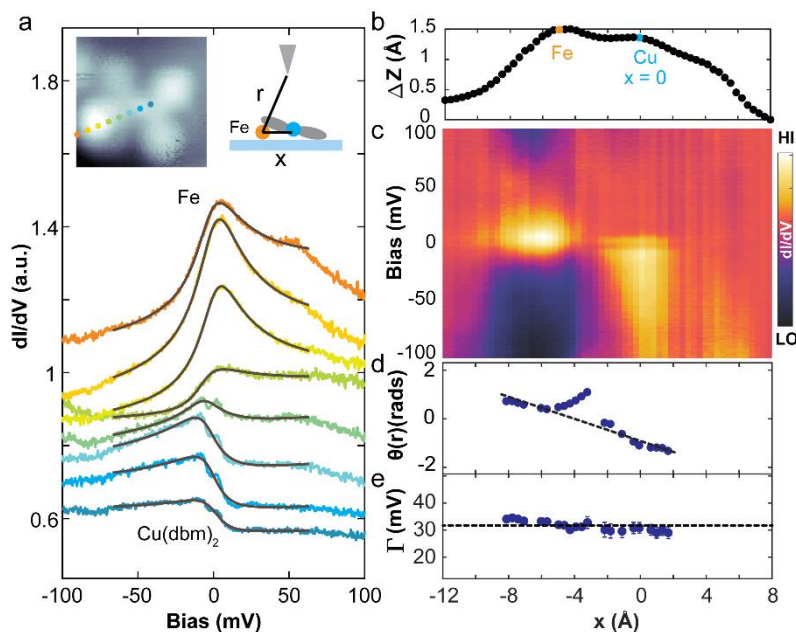 a
1.8
1.4
1
0.6
dI/dV (a.u.)
-100
-50
0
50
100
Bias (mV)
Fe
Cu(dbm)₂
r
Fe
x
b
1.5
1
0.5
0
ΔZ (Å)
Fe
Cu
x = 0
c
100
50
0
-50
-100
Bias (mV)
HI
dI/dV
LO
d
2
0
-2
θ(r)(rads)
e
40
30
20
Γ (mV)
-12
-8
-4
0
4
8
x (Å)